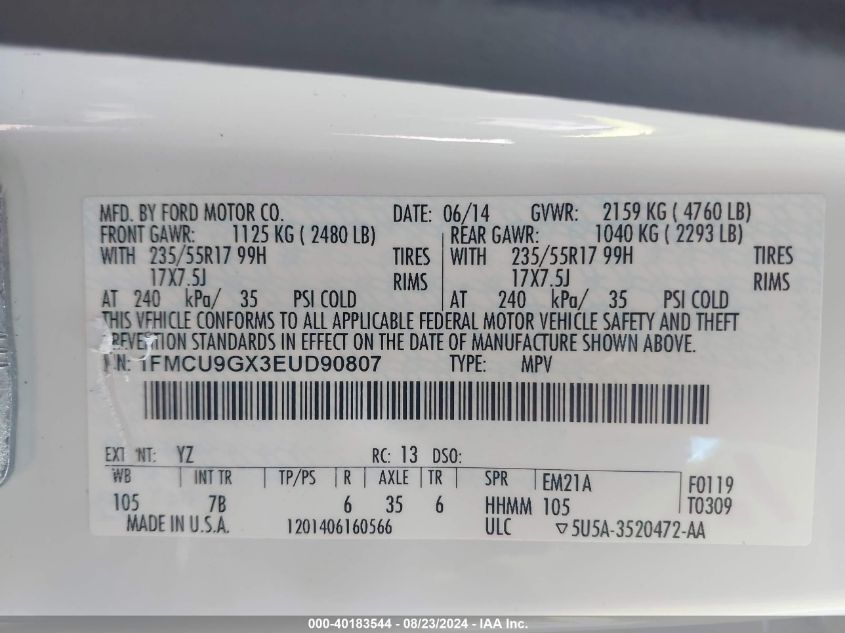 MFD. BY FORD MOTOR CO. DATE: 06/14 GVWR: 2159 KG ( 4760 LB)
FRONT GAWR: 1125 KG ( 2480 LB) REAR GAWR: 1040 KG ( 2293 LB)
WITH 235/55R17 99H TIRES WITH 235/55R17 99H TIRES
17X7.5J RIMS 17X7.5J RIMS
AT 240 kPa/ 35 PSI COLD AT 240 kPa/ 35 PSI COLD
THIS VEHICLE CONFORMS TO ALL APPLICABLE FEDERAL MOTOR VEHICLE SAFETY AND THEFT
PREVENTION STANDARDS IN EFFECT ON THE DATE OF MANUFACTURE SHOWN ABOVE.
1FMCU9GX3EUD90807 TYPE: MPV
EXT NT: YZ RC: 13 DSO:
WB INT TR TP/PS R AXLE TR SPR EM21A F0119
105 7B 6 35 6 HHMM 105 T0309
MADE IN U.S.A. 1201406160566 ULC ▽5U5A-3520472-AA
000-40183544 - 08/23/2024 - IAA Inc.